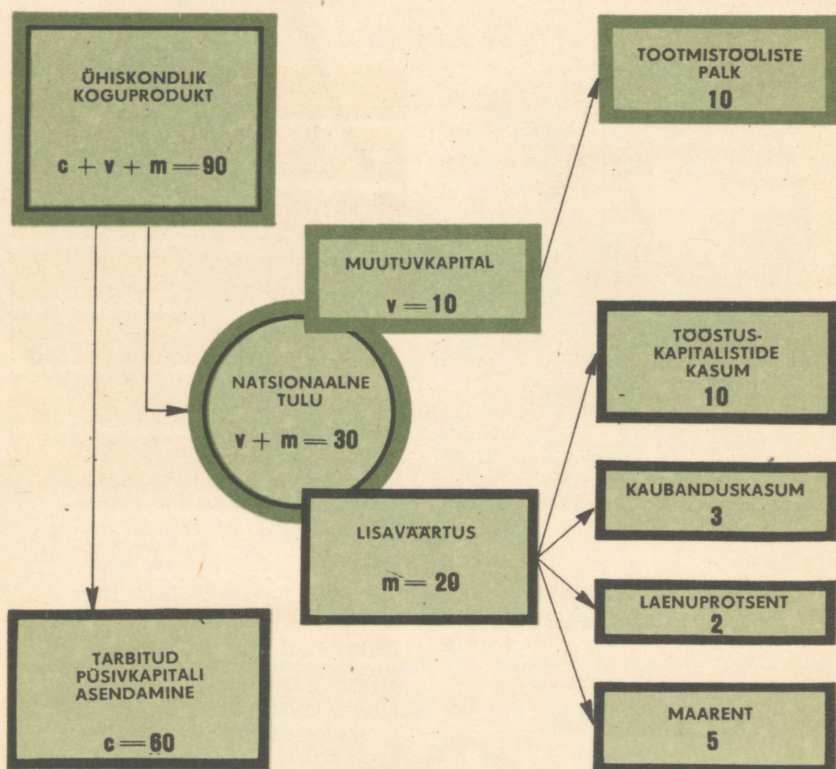 ÜHISKONDLIK
KOGUPRODUKT
c + v + m = 90
TOOTMISTÖÖLISTE
PALK
10
MUUTUVKAPITAL
v = 10
NATSIONAALNE
TULU
v + m = 30
TÖÖSTUS-
KAPITALISTIDE
KASUM
10
KAUBANDUSKASUM
3
LISAVÄÄRTUS
m = 20
LAENUPROTSENT
2
TARBITUD
PÜSIVKAPITALI
ASENDAMINE
c = 60
MAARENT
5